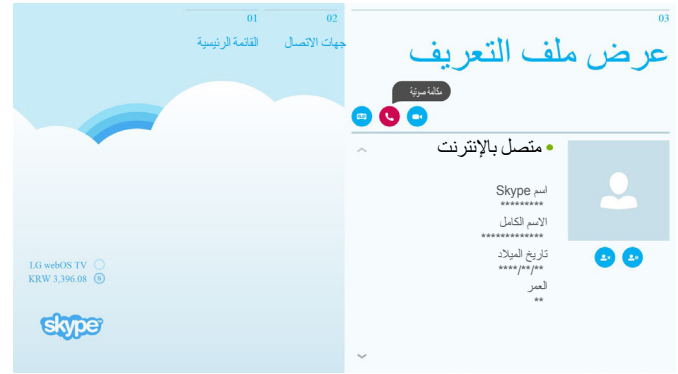 03
عرض ملف التعريف
مكالمة صوتية
• متصل بالإنترنت
اسم Skype
*********
الاسم الكامل
*************
تاريخ الميلاد
****/**/**
العمر
**
02
جهات الاتصال
01
القائمة الرئيسية
LG webOS TV
KRW 3,396.08
skype